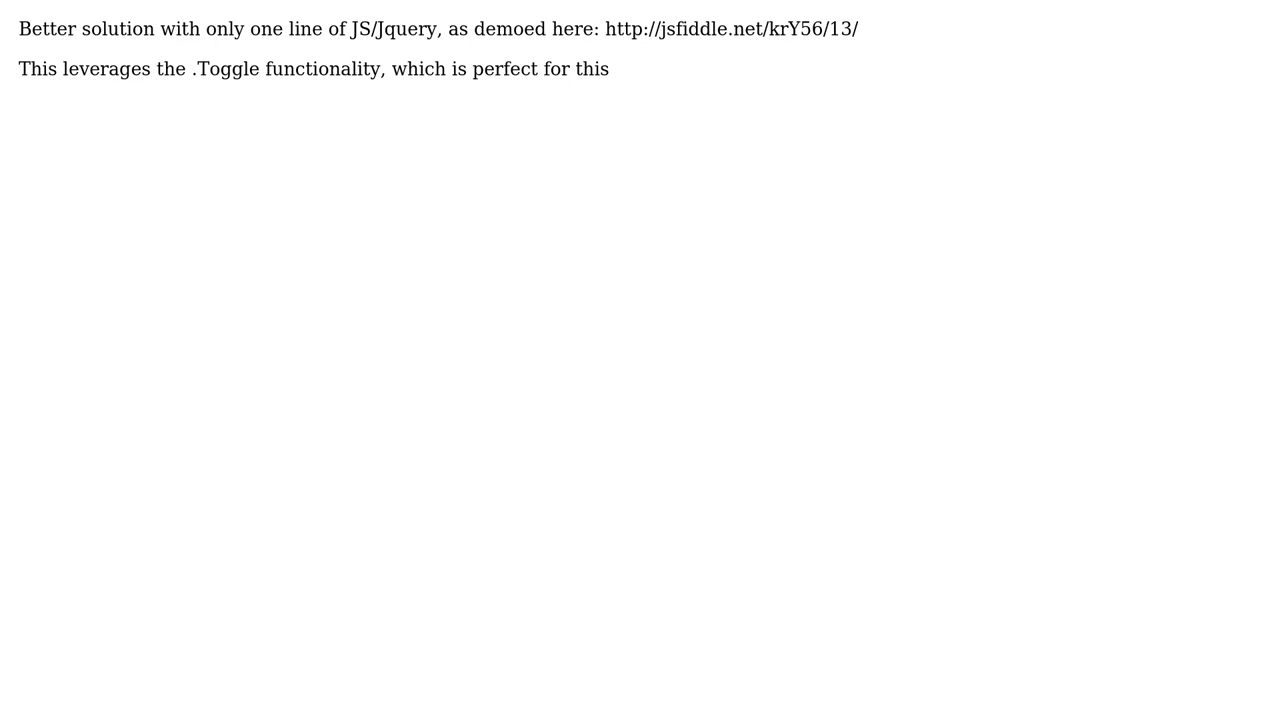 Better solution with only one line of JS/Jquery, as demoed here: http://jsfiddle.net/krY56/13/
This leverages the .Toggle functionality, which is perfect for this